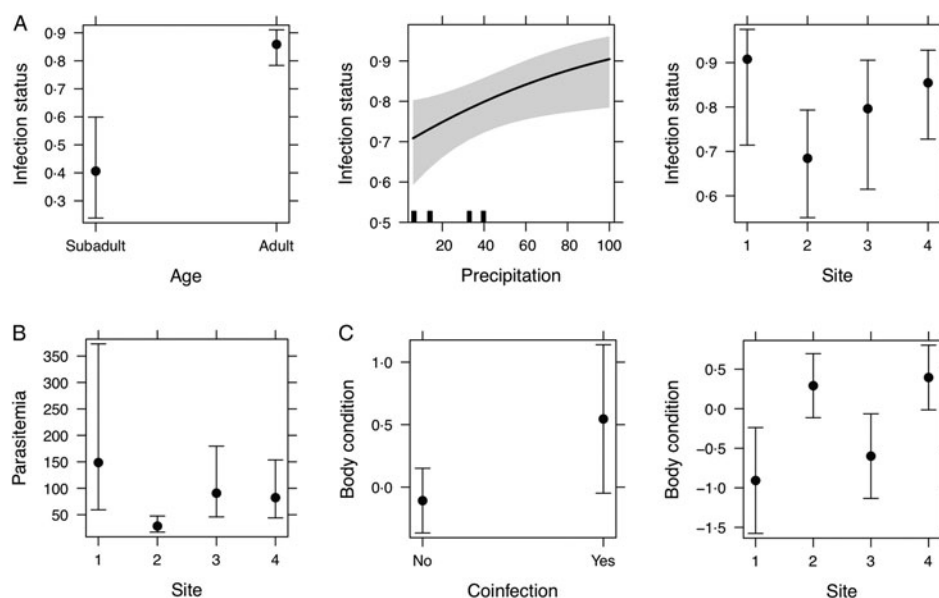 A
Infection status
0·9
0·8
0·7
0·6
0·5
0·4
0·3
Subadult
Adult
Age
Infection status
0·9
0·8
0·7
0·6
0·5
20
40
60
80
100
Precipitation
Infection status
0·9
0·8
0·7
0·6
1
2
3
4
Site
B
Parasitemia
350
300
250
200
150
100
50
1
2
3
4
Site
C
Body condition
1·0
0·5
0·0
No
Yes
Coinfection
Body condition
0·5
0·0
−0·5
−1·0
−1·5
1
2
3
4
Site